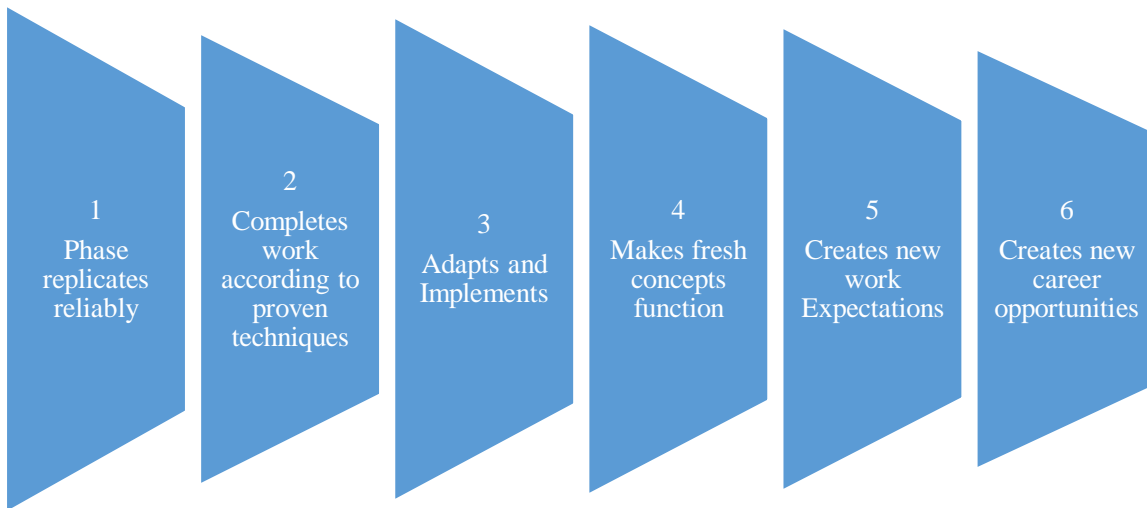 1
Phase
replicates
reliably
2
Completes
work
according to
proven
techniques
3
Adapts and
Implements
4
Makes fresh
concepts
function
5
Creates new
work
Expectations
6
Creates new
career
opportunities